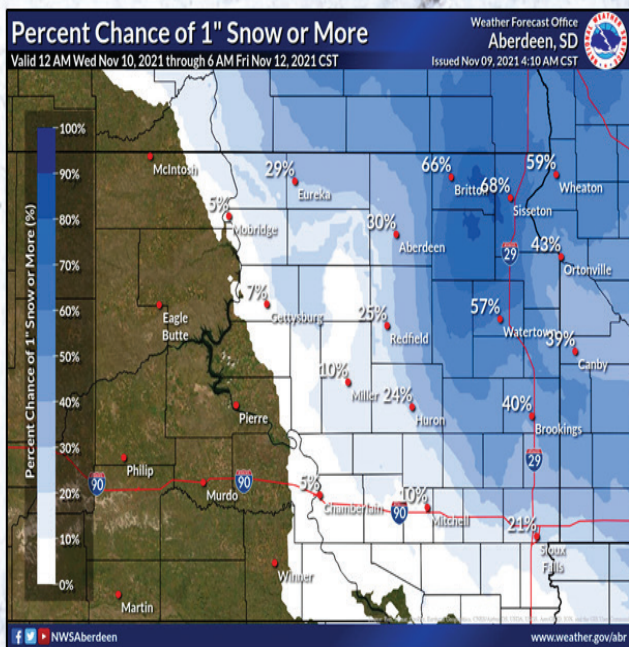 Percent Chance of 1" Snow or More
Valid 12 AM Wed Nov 10, 2021 through 6 AM Fri Nov 12, 2021 CST
Weather Forecast Office
Aberdeen, SD
Issued Nov 09, 2021 4:10 AM CST
NATIONAL WEATHER SERVICE
Percent Chance of 1" Snow or More (%)
100%
90%
80%
70%
60%
50%
40%
30%
20%
10%
0%
McIntosh
29%
Eureka
66%
Britton
68%
Sisseton
59%
Wheaton
5%
Mobridge
30%
Aberdeen
29
43%
Ortonville
Eagle
Butte
7%
Gettysburg
25%
Redfield
57%
Watertown
39%
Canby
10%
Miller
24%
Huron
40%
Brookings
Pierre
Philip
90
Murdo
90
5%
Chamberlain
90
10%
Mitchell
29
21%
Sioux
Falls
Winner
Martin
NWSAberdeen
www.weather.gov/abr